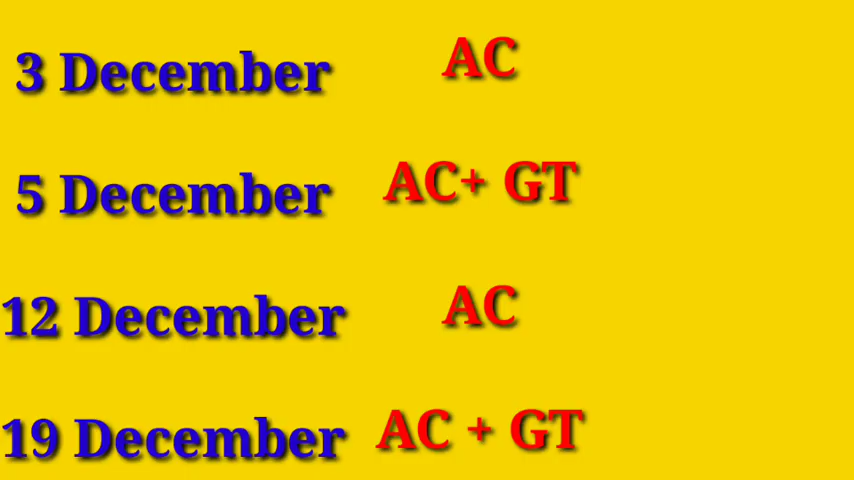 3 December AC
5 December AC+ GT
12 December AC
19 December AC + GT